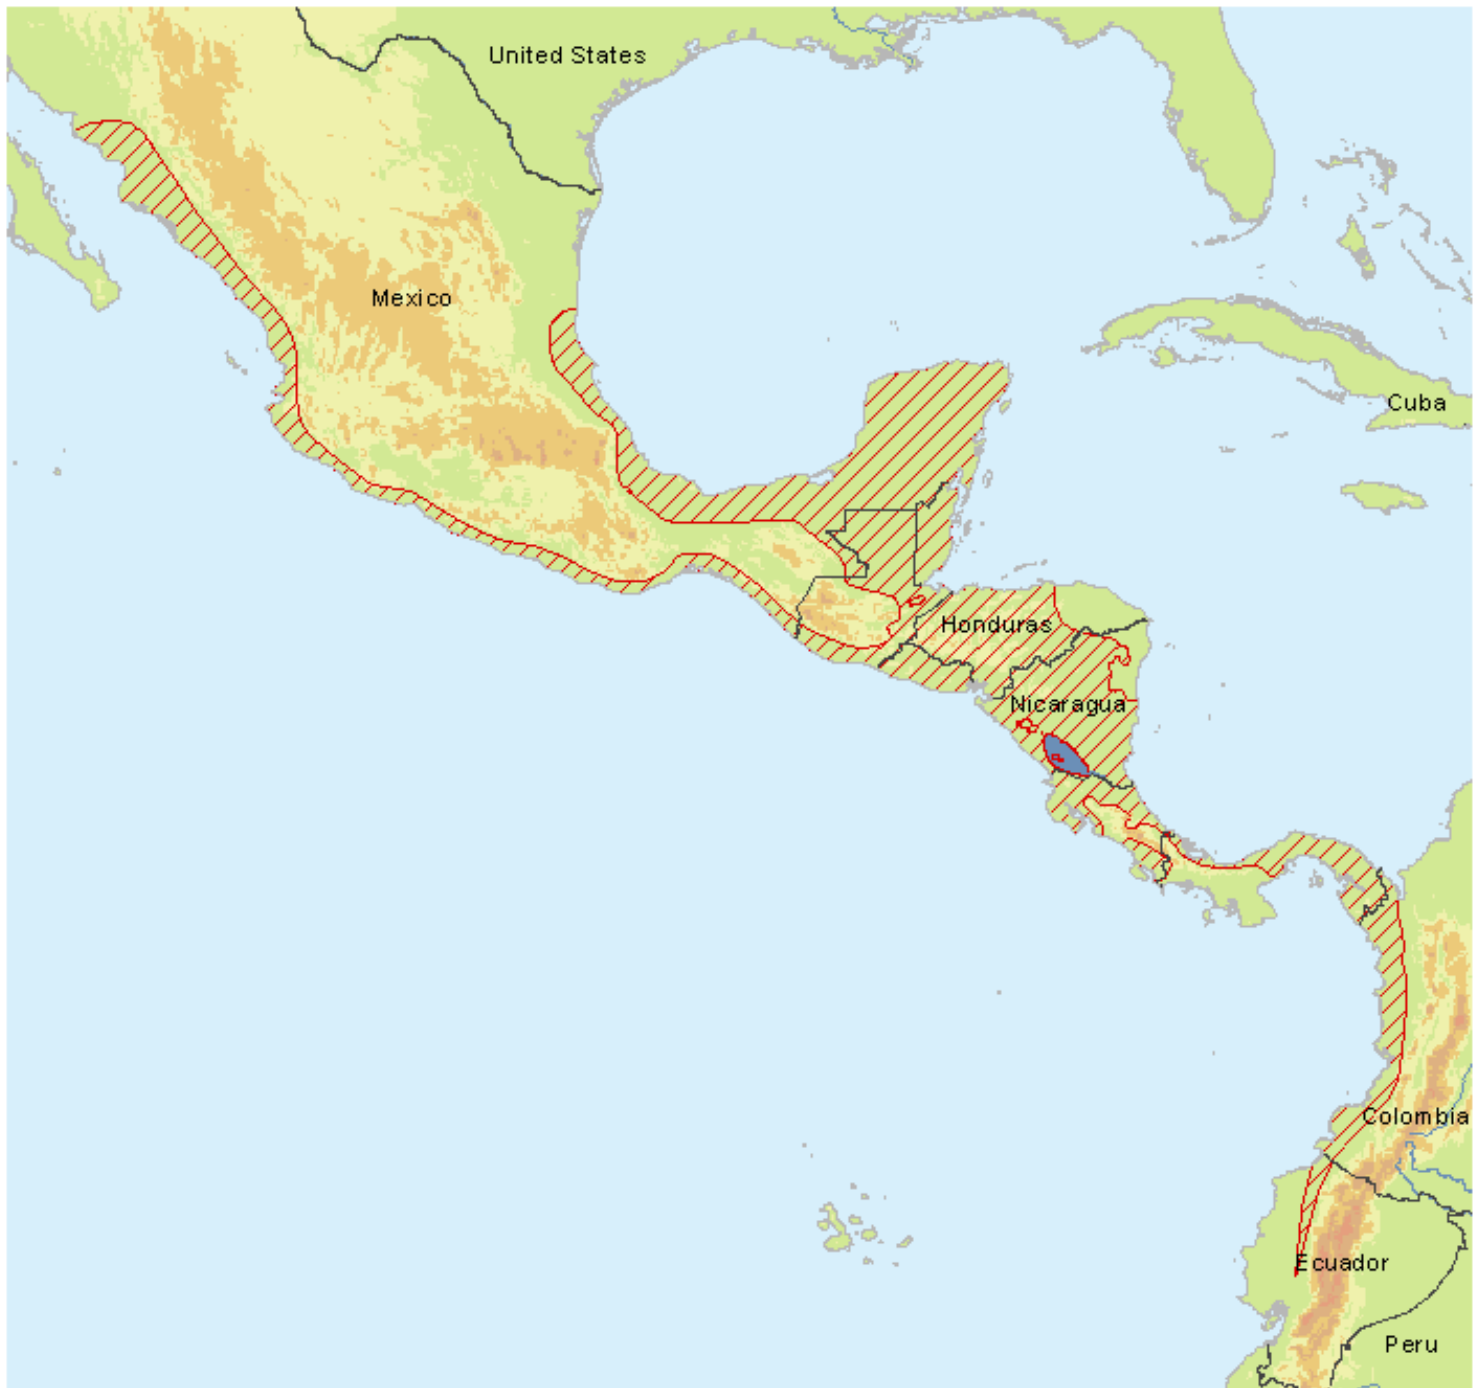 United States
Mexico
Cuba
Honduras
Nicaragua
Colombia
Ecuador
Peru